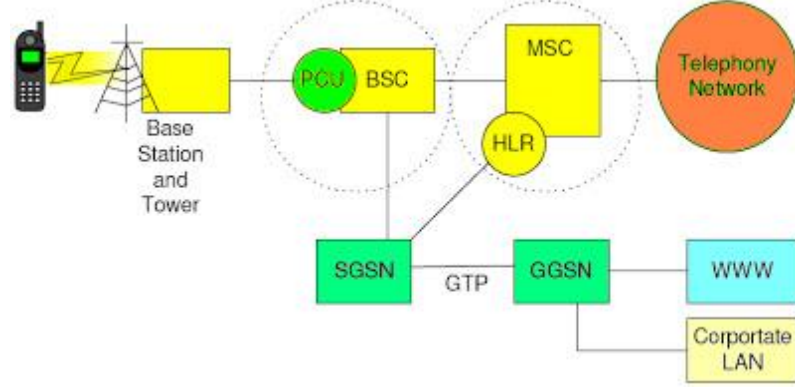 PCU
BSC
MSC
HLR
Telephony
Network
Base
Station
and
Tower
SGSN
GTP
GGSN
WWW
Corportate
LAN